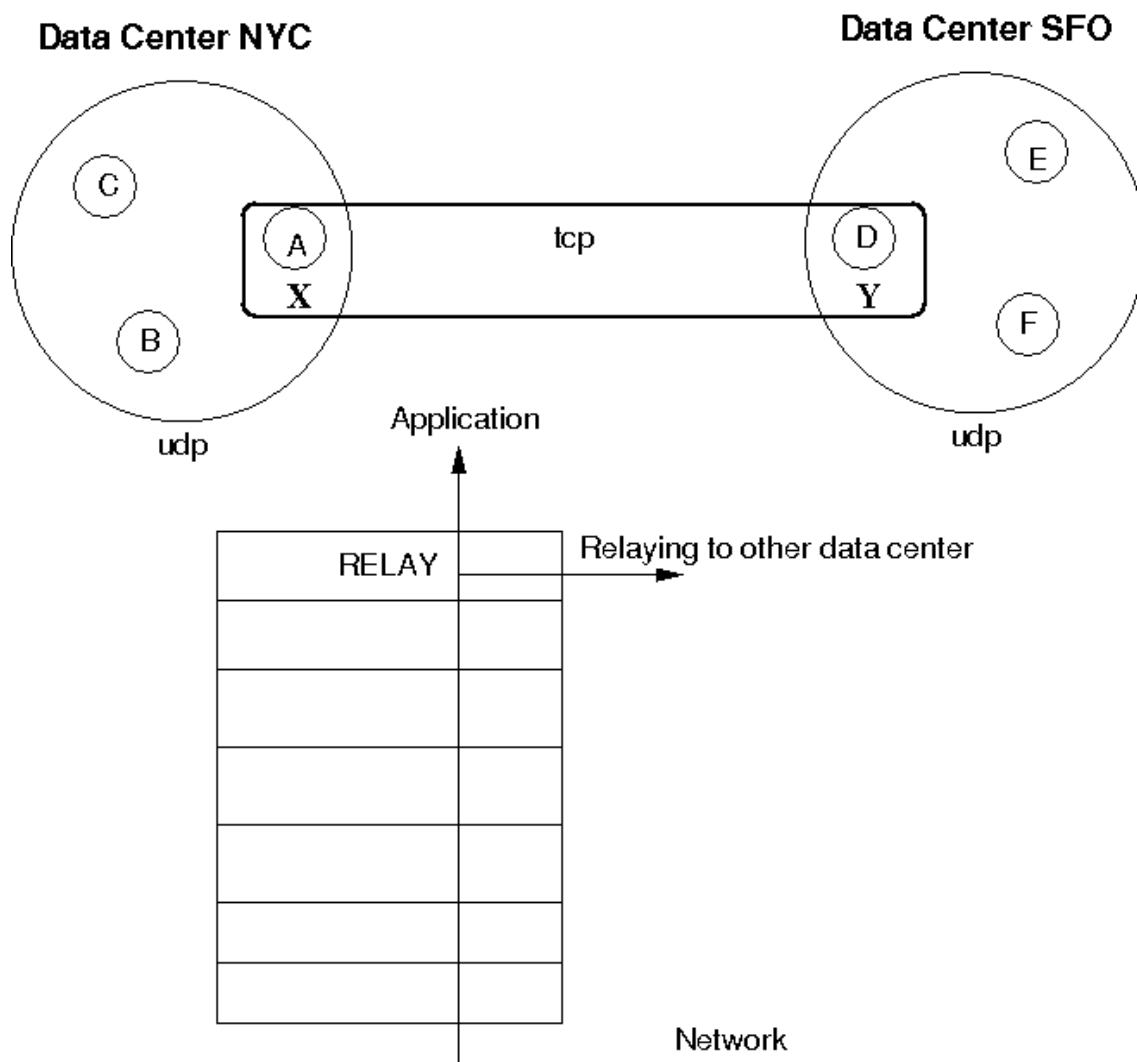 Data Center NYC
Data Center SFO
C
E
A
tcp
D
X
Y
B
F
udp
udp
Application
RELAY
Relaying to other data center
Network